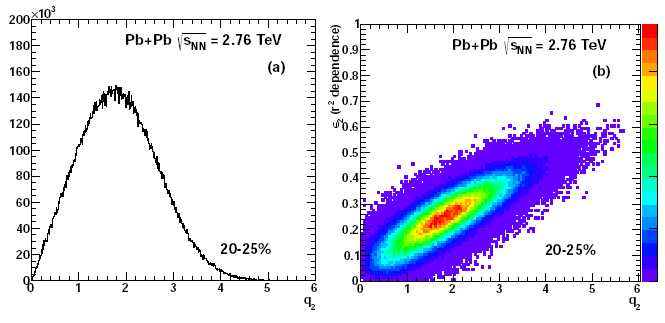 200 ×10³
180
160
140
120
100
80
60
40
20
0
Pb+Pb √sNN = 2.76 TeV
(a)
20-25%
0 1 2 3 4 5 6
q₂
ε₂ (r² dependence)
1
0.9
0.8
0.7
0.6
0.5
0.4
0.3
0.2
0.1
0
Pb+Pb √sNN = 2.76 TeV
(b)
20-25%
0 1 2 3 4 5 6
q₂